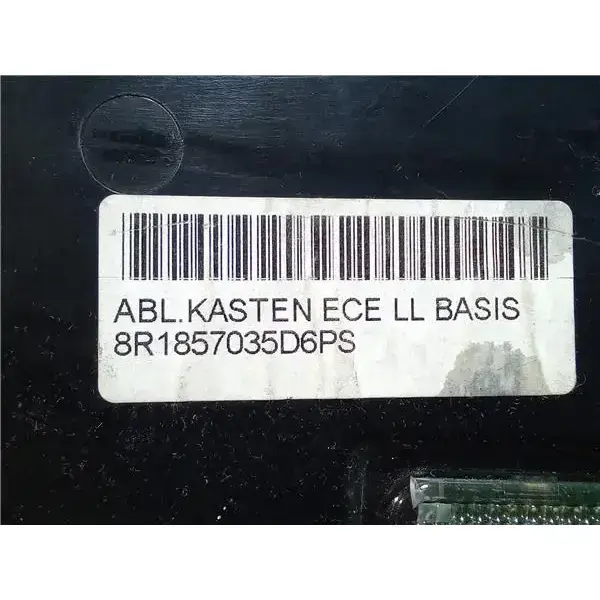 ABL.KASTEN ECE LL BASIS
8R1857035D6PS